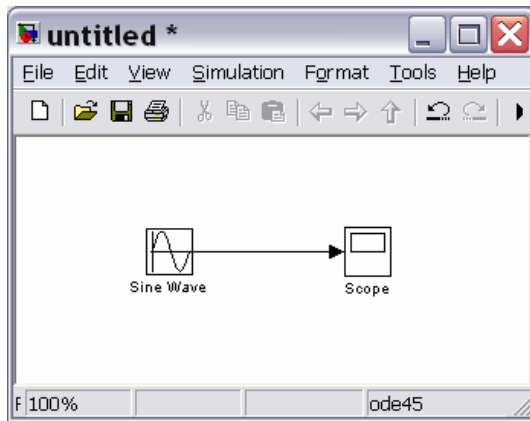 untitled *
File Edit View Simulation Format Tools Help
Sine Wave
Scope
F 100% ode45